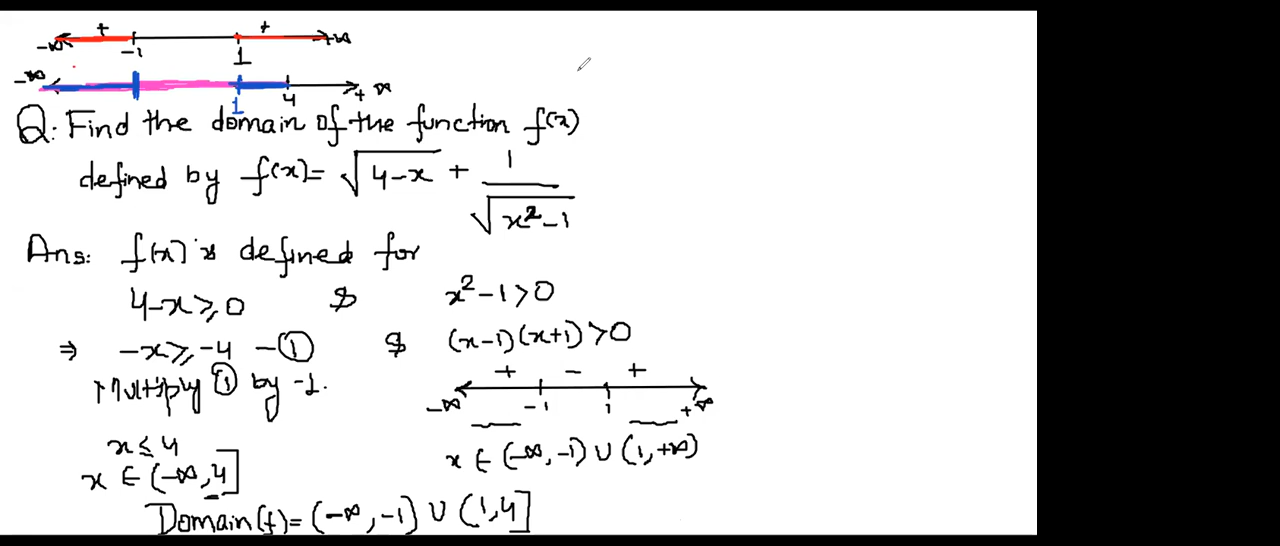 + +
-∞ -1 1 +∞
-∞ 1 4 +∞
Q: Find the domain of the function f(x)
defined by f(x)= √(4-x) + 1/√(x²-1)
Ans: f(x) is defined for
4-x ≥ 0 & x²-1 > 0
⇒ -x ≥ -4 -① & (x-1)(x+1) > 0
Multiply ① by -1.
+ - +
-∞ -1 1 +∞
x ≤ 4
x ∈ (-∞, 4] x ∈ (-∞, -1) ∪ (1, +∞)
Domain(f) = (-∞, -1) ∪ (1, 4]